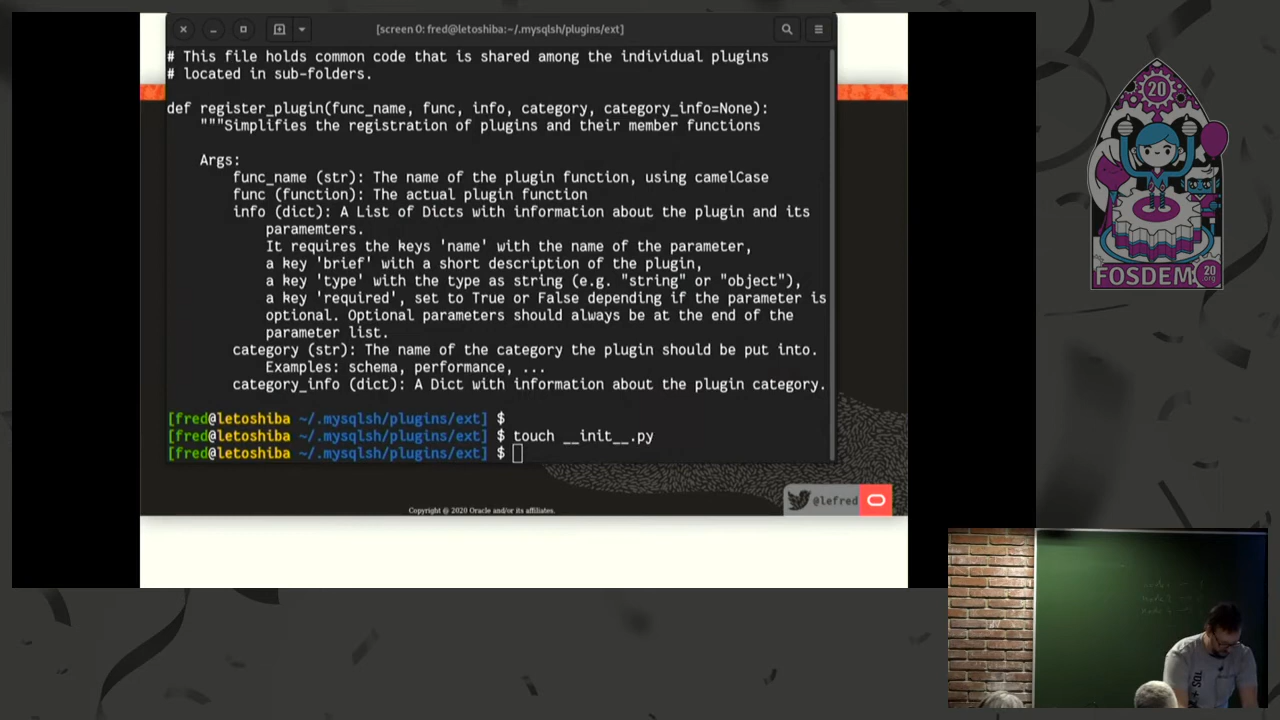 [screen 0: fred@letoshiba:~/.mysqlsh/plugins/ext]
# This file holds common code that is shared among the individual plugins
# located in sub-folders.
def register_plugin(func_name, func, info, category, category_info=None):
"""Simplifies the registration of plugins and their member functions
Args:
func_name (str): The name of the plugin function, using camelCase
func (function): The actual plugin function
info (dict): A List of Dicts with information about the plugin and its
paramemters.
It requires the keys 'name' with the name of the parameter,
a key 'brief' with a short description of the plugin,
a key 'type' with the type as string (e.g. "string" or "object"),
a key 'required', set to True or False depending if the parameter is
optional. Optional parameters should always be at the end of the
parameter list.
category (str): The name of the category the plugin should be put into.
Examples: schema, performance, ...
category_info (dict): A Dict with information about the plugin category.
[fred@letoshiba ~/.mysqlsh/plugins/ext] $
[fred@letoshiba ~/.mysqlsh/plugins/ext] $ touch __init__.py
[fred@letoshiba ~/.mysqlsh/plugins/ext] $
@lefred
Copyright @ 2020 Oracle and/or its affiliates.
20
FOSDEM 20
.org